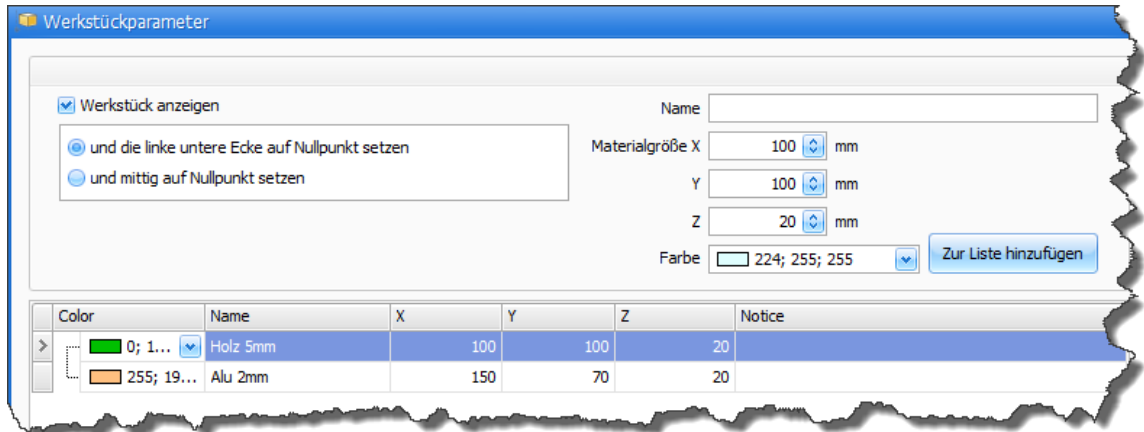 Werkstückparameter
Werkstück anzeigen
und die linke untere Ecke auf Nullpunkt setzen
und mittig auf Nullpunkt setzen
Name
Materialgröße X 100 mm
Y 100 mm
Z 20 mm
Farbe 224; 255; 255 Zur Liste hinzufügen
Color Name X Y Z Notice
0; 1... Holz 5mm 100 100 20
255; 19... Alu 2mm 150 70 20